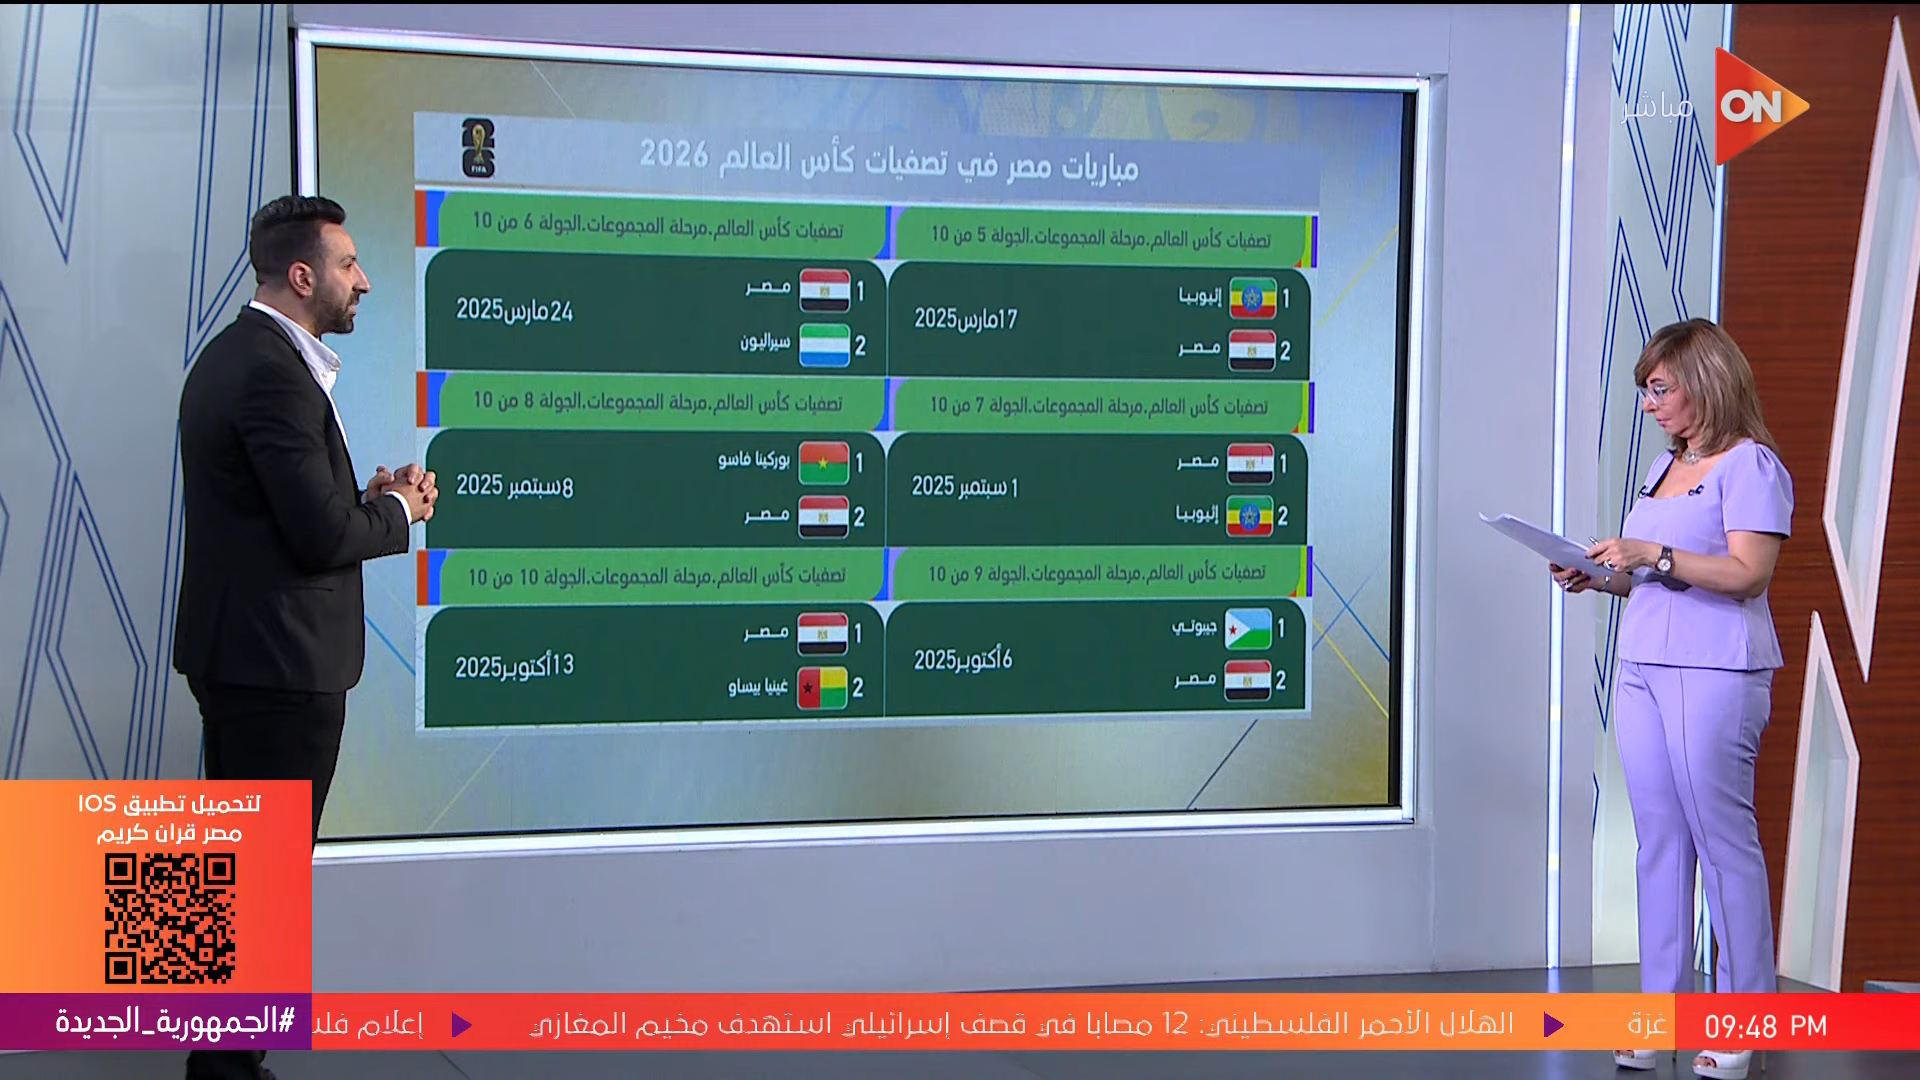 مباشر
ON
مباريات مصر في تصفيات كأس العالم 2026
FIFA
تصفيات كأس العالم.مرحلة المجموعات.الجولة 5 من 10
1 إثيوبيا
2 مصر
17مارس2025
تصفيات كأس العالم.مرحلة المجموعات.الجولة 6 من 10
1 مصر
2 سيراليون
24مارس2025
تصفيات كأس العالم.مرحلة المجموعات.الجولة 7 من 10
1 مصر
2 إثيوبيا
1 سبتمبر 2025
تصفيات كأس العالم.مرحلة المجموعات.الجولة 8 من 10
1 بوركينا فاسو
2 مصر
8سبتمبر 2025
تصفيات كأس العالم.مرحلة المجموعات.الجولة 9 من 10
1 جيبوتي
2 مصر
6أكتوبر2025
تصفيات كأس العالم.مرحلة المجموعات.الجولة 10 من 10
1 مصر
2 غينيا بيساو
13أكتوبر2025
لتحميل تطبيق IOS
مصر قران كريم
09:48 PM
غزة
الهلال الأحمر الفلسطيني: 12 مصابا في قصف إسرائيلي استهدف مخيم المغازي
إعلام فلس
#الجمهورية_الجديدة